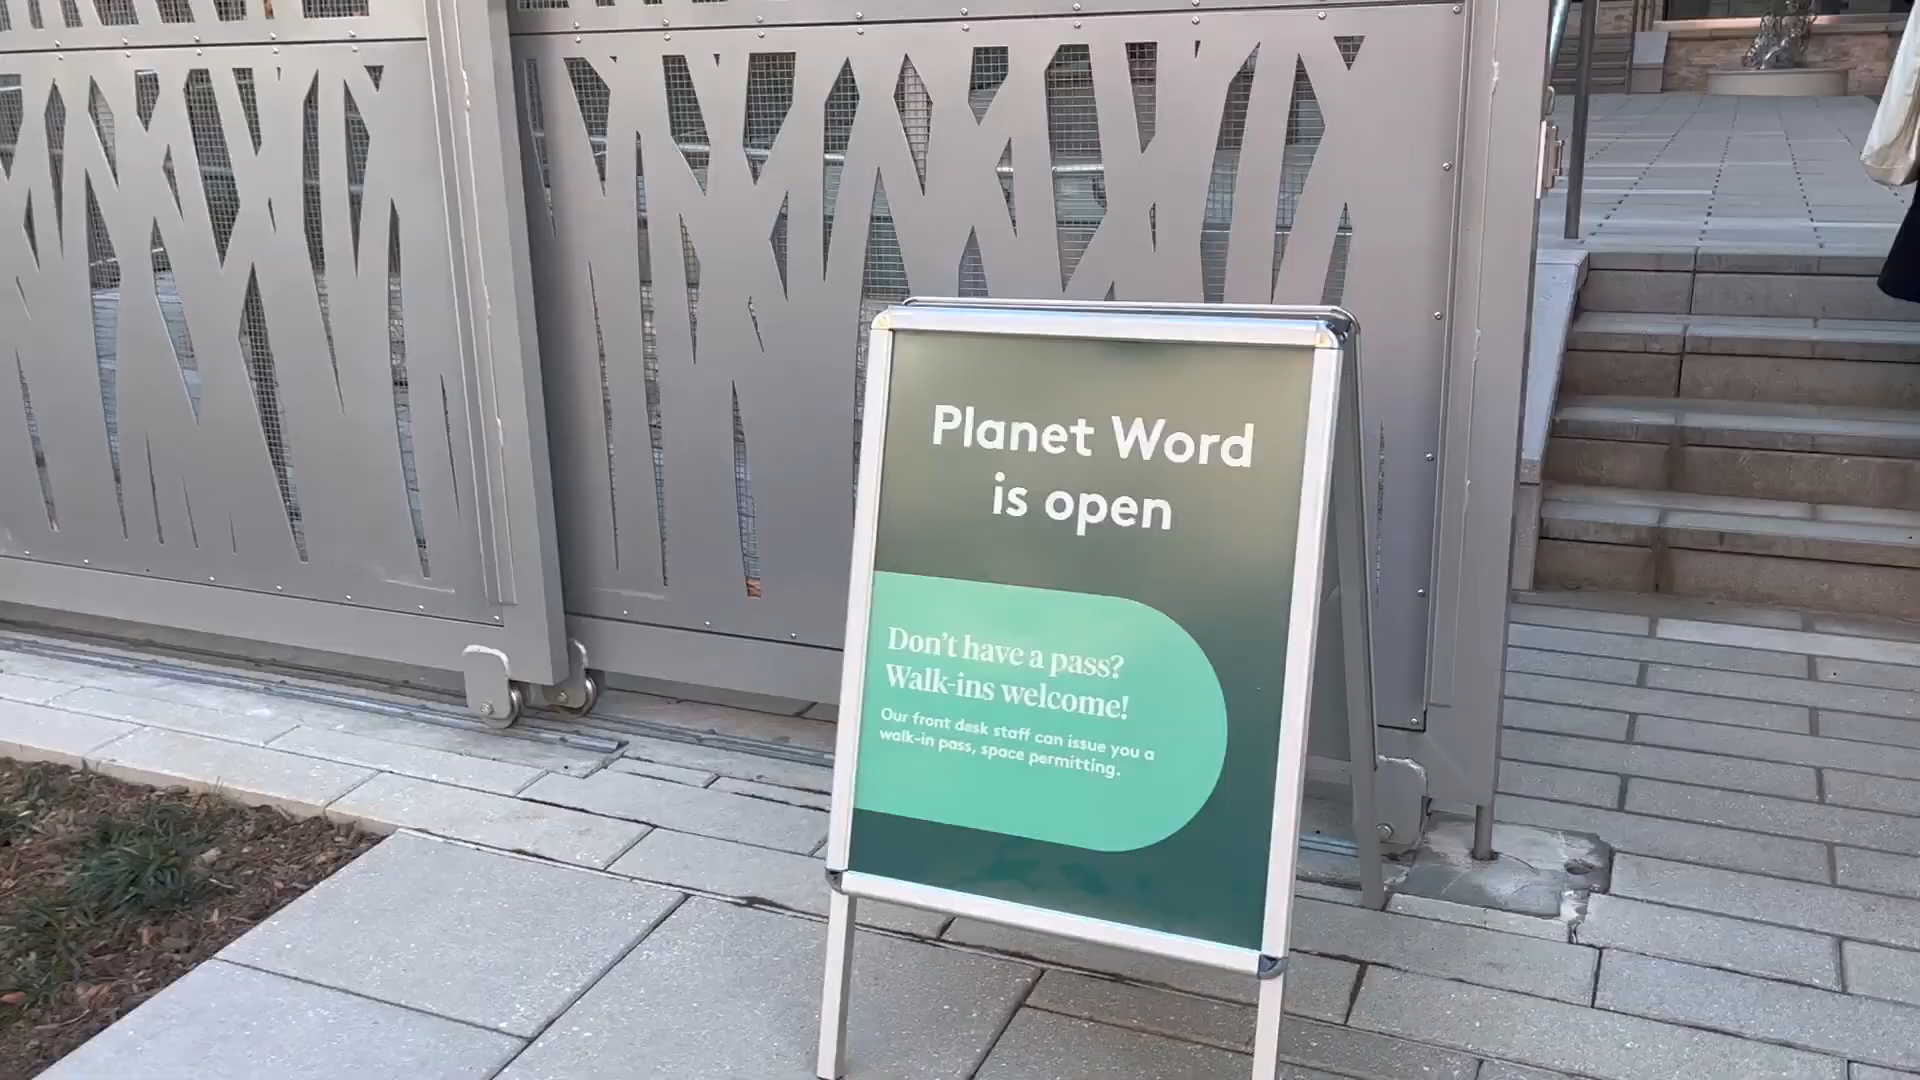 Planet Word
is open
Don't have a pass?
Walk-ins welcome!
Our front desk staff can issue you a
walk-in pass, space permitting.